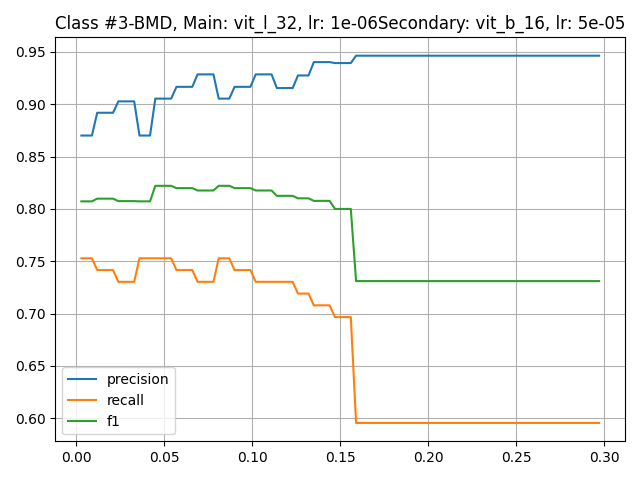 Class #3-BMD, Main: vit_l_32, lr: 1e-06Secondary: vit_b_16, lr: 5e-05
0.95
0.90
0.85
0.80
0.75
0.70
0.65
0.60
precision
recall
f1
0.00 0.05 0.10 0.15 0.20 0.25 0.30